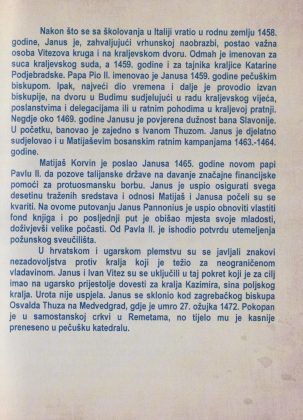 Nakon što se sa školovanja u Italiji vratio u rodnu zemlju 1458.
godine, Janus je, zahvaljujući vrhunskoj naobrazbi, postao važna
osoba Vitezova kruga i na kraljevskom dvoru. Odmah je imenovan za
suca kraljevskog suda, a 1459. godine i za tajnika kraljice Katarine
Podjebradske. Papa Pio II. imenovao je Janusa 1459. godine pečuškim
biskupom. Ipak, najveći dio vremena i dalje je provodio izvan
biskupije, na dvoru u Budimu sudjelujući u radu kraljevskog vijeća,
poslanstvima i delegacijama ili u ratnim pohodima u kraljevoj pratnji.
Negdje oko 1469. godine Janusu je povjerena dužnost bana Slavonije.
U početku, banovao je zajedno s Ivanom Thuzom. Janus je djelatno
sudjelovao i u Matijaševim bosanskim ratnim kampanjama 1463.-1464.
godine.
Matijaš Korvin je poslao Janusa 1465. godine novom papi
Pavlu II. da pozove talijanske države na davanje značajne financijske
pomoći za protuosmansku borbu. Janus je uspio osigurati svega
desetinu traženih sredstava i odnosi Matijaš i Janusa počeli su se
kvariti. Na ovome putovanju Janus Pannonius je uspio obnoviti vlastiti
fond knjiga i po posljednji put je obišao mjesta svoje mladosti,
doživjevši velike počasti. Od Pavla II. je ishodio potvrdu utemeljenja
požunskog sveučilišta.
U hrvatskom i ugarskom plemstvu su se javljali znakovi
nezadovoljstva protiv kralja koji je težio za neograničenom
vladavinom. Janus i Ivan Vitez su se uključili u taj pokret koji je za cilj
imao na ugarsko prijestolje dovesti za kralja Kazimira, sina poljskog
kralja. Urota nije uspjela. Janus se sklonio kod zagrebačkog biskupa
Osvalda Thuza na Medvedgrad, gdje je umro 27. ožujka 1472. Pokopan
je u samostanskoj crkvi u Remetama, no tijelo mu je kasnije
preneseno u pečušku katedralu.